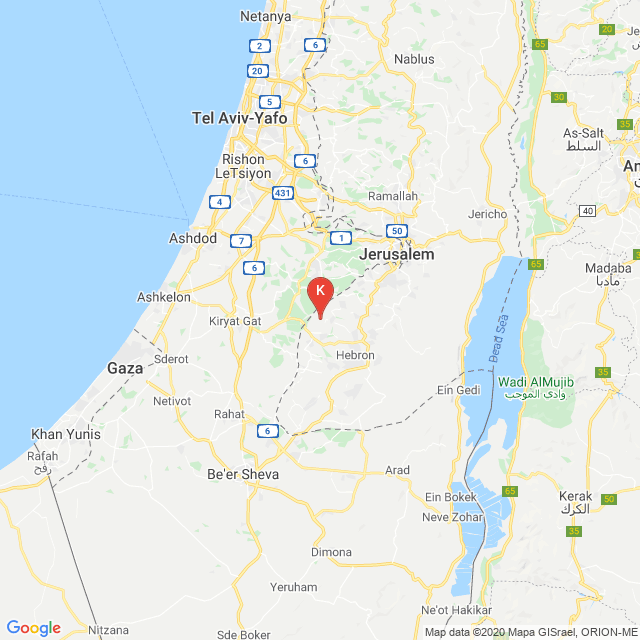 Netanya
6
2
Nablus
20
65
20
5
30
Tel Aviv-Yafo
35
As-Salt
السلط
Rishon
LeTsiyon
6
431
Ramallah
4
Jericho
40
50
Ashdod
7
1
Jerusalem
6
65
Madaba
مادبا
K
Ashkelon
Kiryat Gat
Dead Sea
Hebron
Sderot
Gaza
35
Wadi AlMujib
وادي الموجب
Ein Gedi
Netivot
Rahat
6
Khan Yunis
Rafah
رفح
Be'er Sheva
Arad
65
Ein Bokek
Kerak
الكرك
50
Neve Zohar
35
Dimona
Yeruham
Ne'ot Hakikar
Google
Nitzana
Sde Boker
Map data ©2020 Mapa GISrael, ORION-ME